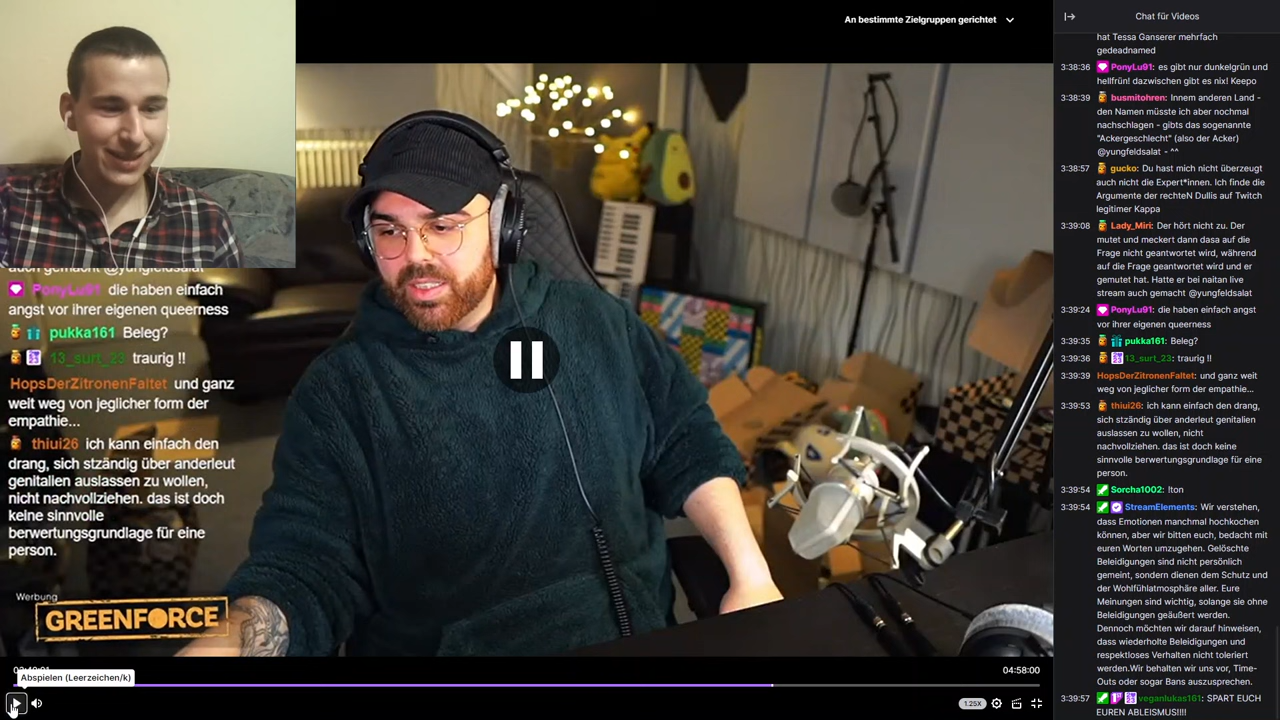 An bestimmte Zielgruppen gerichtet
auch gemacht @yungfeldsalat
PonyLu91 die haben einfach
angst vor ihrer eigenen queerness
pukka161 Beleg?
13_surt_23 traurig !!
HopsDerZitronenFaltet und ganz
weit weg von jeglicher form der
empathie...
thiui26 ich kann einfach den
drang, sich stzändig über anderleut
genitalien auslassen zu wollen,
nicht nachvollziehen. das ist doch
keine sinnvolle
berwertungsgrundlage für eine
person.
Werbung
GREENFORCE
Abspielen (Leerzeichen/k)
04:58:00
1.25X
Chat für Videos
hat Tessa Ganserer mehrfach
gedeadnamed
3:38:36 PonyLu91: es gibt nur dunkelgrün und
hellfrün! dazwischen gibt es nix! Keepo
3:38:39 busmitohren: Innem anderen Land -
den Namen müsste ich aber nochmal
nachschlagen - gibts das sogenannte
"Ackergeschlecht" (also der Acker)
@yungfeldsalat - ^^
3:38:57 gucko: Du hast mich nicht überzeugt
auch nicht die Expert*innen. Ich finde die
Argumente der rechteN Dullis auf Twitch
legitimer Kappa
3:39:08 Lady_Miri: Der hört nicht zu. Der
mutet und meckert dann dasa auf die
Frage nicht geantwortet wird, während
auf die Frage geantwortet wird und er
gemutet hat. Hatte er bei naitan live
stream auch gemacht @yungfeldsalat
3:39:24 PonyLu91: die haben einfach angst
vor ihrer eigenen queerness
3:39:35 pukka161: Beleg?
3:39:36 13_surt_23: traurig !!
3:39:39 HopsDerZitronenFaltet: und ganz
weit weg von jeglicher form der empathie...
3:39:53 thiui26: ich kann einfach den drang,
sich stzändig über anderleut genitalien
auslassen zu wollen, nicht
nachvollziehen. das ist doch keine
sinnvolle berwertungsgrundlage für eine
person.
3:39:54 Sorcha1002: !ton
3:39:54 StreamElements: Wir verstehen,
dass Emotionen manchmal hochkochen
können, aber wir bitten euch, bedacht mit
euren Worten umzugehen. Gelöschte
Beleidigungen sind nicht persönlich
gemeint, sondern dienen dem Schutz und
der Wohlfühlatmosphäre aller. Eure
Meinungen sind wichtig, solange sie ohne
Beleidigungen geäußert werden.
Dennoch möchten wir darauf hinweisen,
dass wiederholte Beleidigungen und
respektloses Verhalten nicht toleriert
werden.Wir behalten wir uns vor, Time-
Outs oder sogar Bans auszusprechen.
3:39:57 veganlukas161: SPART EUCH
EUREN ABLEISMUS!!!!